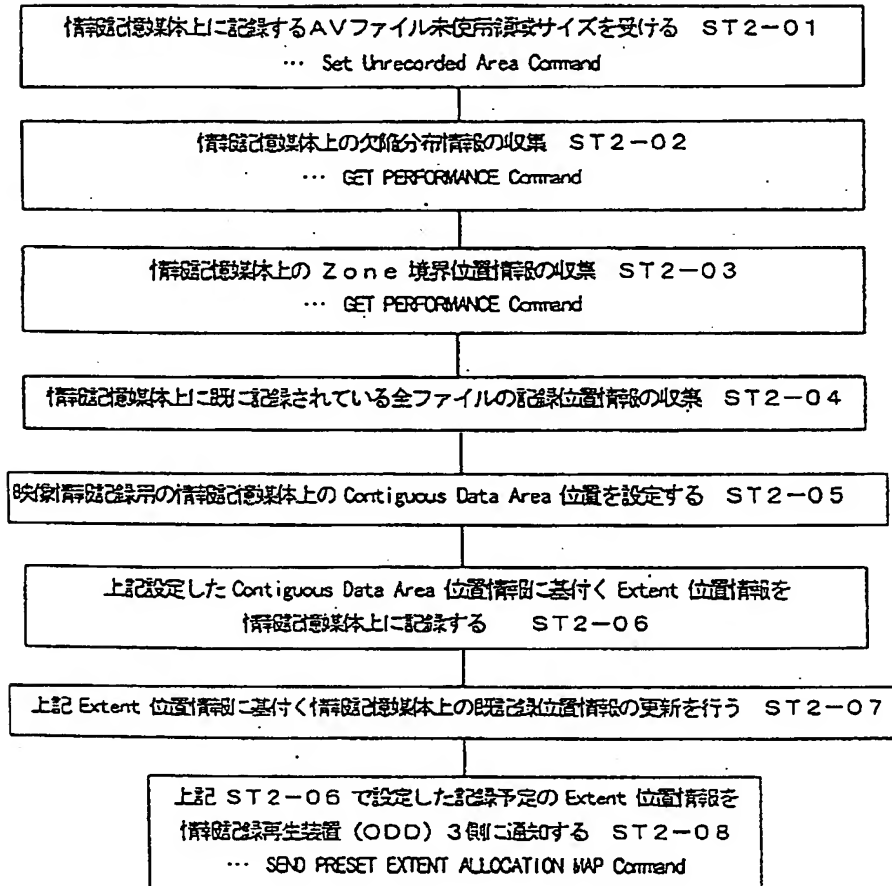 情報記憶媒体上に記録するAVファイル未使用領域サイズを受ける ST2-01
… Set Unrecorded Area Command
情報記憶媒体上の欠陥分布情報の収集 ST2-02
… GET PERFORMANCE Command
情報記憶媒体上の Zone 境界位置情報の収集 ST2-03
… GET PERFORMANCE Command
情報記憶媒体上に既に記録されている全ファイルの記録位置情報の収集 ST2-04
映像情報記録用の情報記憶媒体上の Contiguous Data Area 位置を設定する ST2-05
上記設定した Contiguous Data Area 位置情報に基付く Extent 位置情報を
情報記憶媒体上に記録する ST2-06
上記 Extent 位置情報に基付く情報記憶媒体上の既記録位置情報の更新を行う ST2-07
上記 ST2-06 で設定した記録予定の Extent 位置情報を
情報記録再生装置(ODD)3側に通知する ST2-08
… SEND PRESET EXTENT ALLOCATION MAP Command